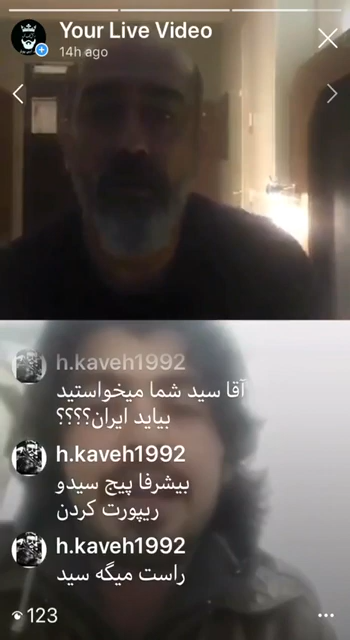 Your Live Video
14h ago
h.kaveh1992
آقا سید شما میخواستید
بیاید ایران؟؟؟؟
h.kaveh1992
بیشرفا پیج سیدو
ریپورت کردن
h.kaveh1992
راست میگه سید
123